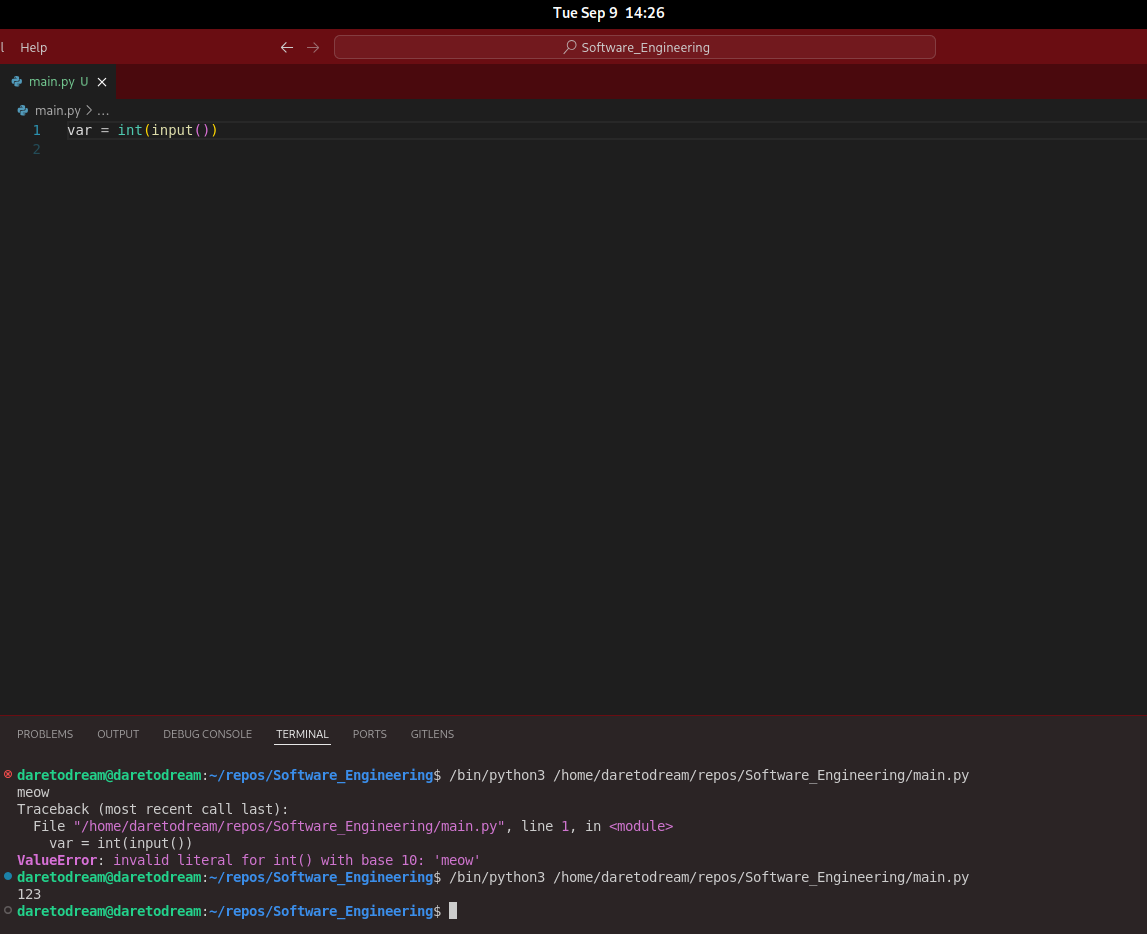 Tue Sep 9 14:26
l Help ← → Software_Engineering
main.py U ×
main.py > ...
1 var = int(input())
2
PROBLEMS OUTPUT DEBUG CONSOLE TERMINAL PORTS GITLENS
daretodream@daretodream:~/repos/Software_Engineering$ /bin/python3 /home/daretodream/repos/Software_Engineering/main.py
meow
Traceback (most recent call last):
  File "/home/daretodream/repos/Software_Engineering/main.py", line 1, in <module>
    var = int(input())
ValueError: invalid literal for int() with base 10: 'meow'
daretodream@daretodream:~/repos/Software_Engineering$ /bin/python3 /home/daretodream/repos/Software_Engineering/main.py
123
daretodream@daretodream:~/repos/Software_Engineering$